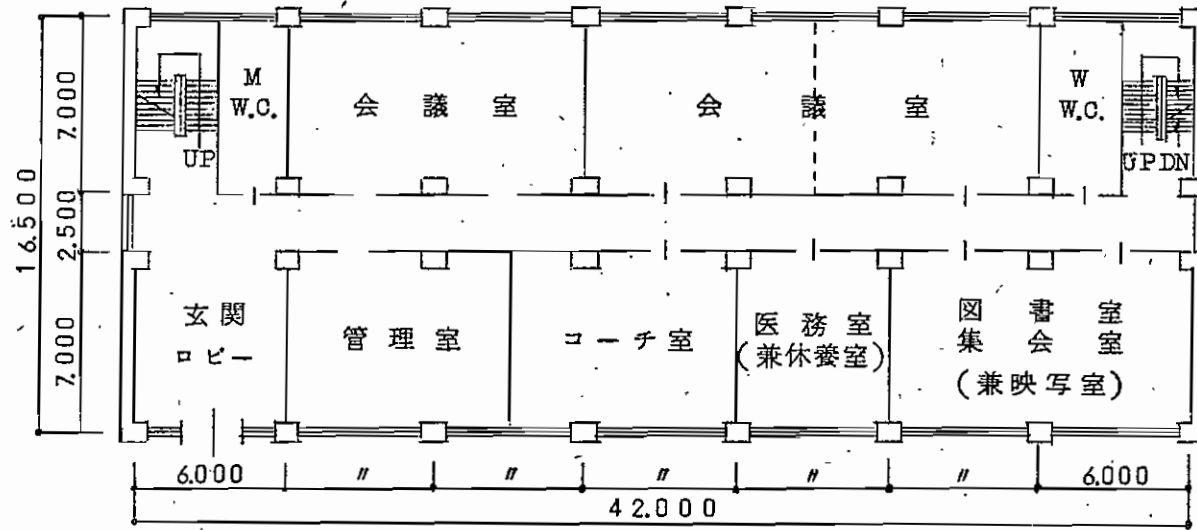 M
W.C.
会議室
会議室
W
W.C.
UP
UP DN
7.000
2.500
7.000
16.500
玄関
ロビー
管理室
コーチ室
医務室
(兼休養室)
図書室
集会室
(兼映写室)
6.000
〃
〃
〃
〃
〃
6.000
42.000